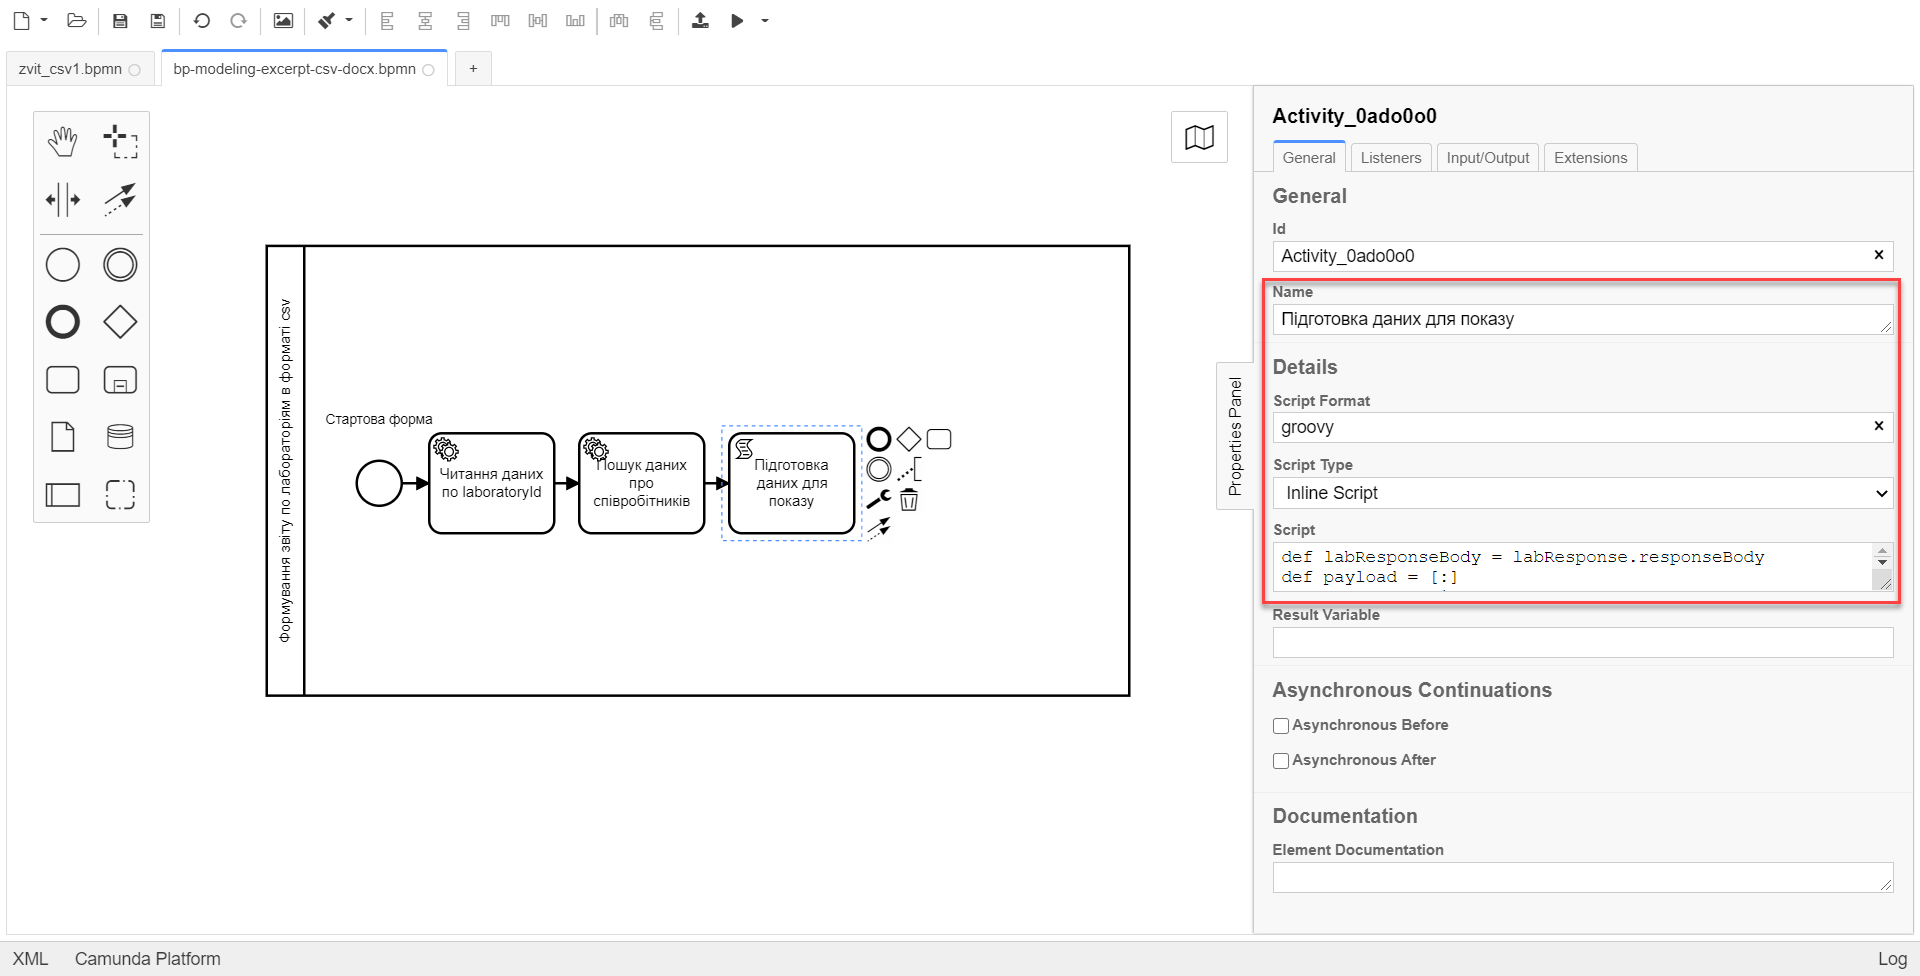 zvit_csv1.bpmn
bp-modeling-excerpt-csv-docx.bpmn
+
Формування звіту по лабораторіям в форматі csv
Стартова форма
Читання даних
по laboratoryId
Пошук даних
про
співробітників
Підготовка
даних для
показу
Properties Panel
Activity_0ado0o0
General
Listeners
Input/Output
Extensions
General
Id
Activity_0ado0o0
Name
Підготовка даних для показу
Details
Script Format
groovy
Script Type
Inline Script
Script
def labResponseBody = labResponse.responseBody
def payload = [:]
Result Variable
Asynchronous Continuations
Asynchronous Before
Asynchronous After
Documentation
Element Documentation
XML
Camunda Platform
Log